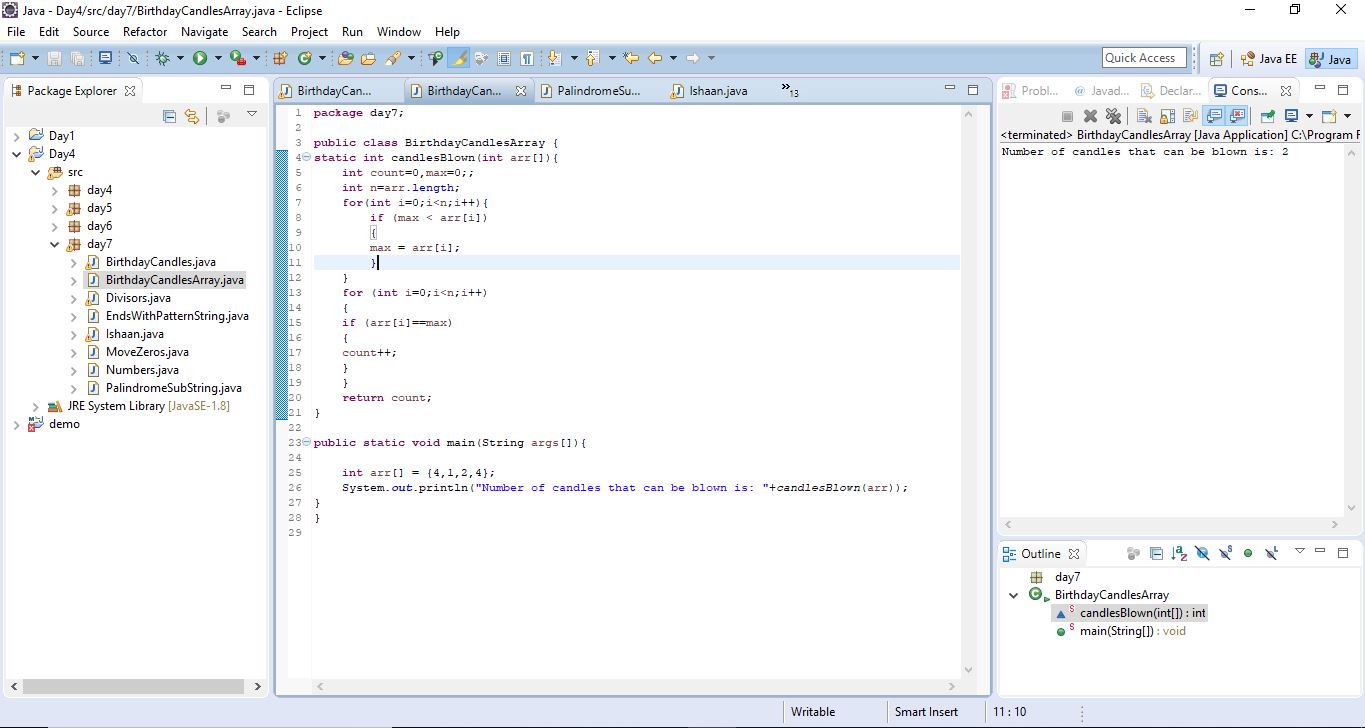 Java - Day4/src/day7/BirthdayCandlesArray.java - Eclipse
File Edit Source Refactor Navigate Search Project Run Window Help
Quick Access
Java EE
Java
Package Explorer
Day1
Day4
src
day4
day5
day6
day7
BirthdayCandles.java
BirthdayCandlesArray.java
Divisors.java
EndsWithPatternString.java
Ishaan.java
MoveZeros.java
Numbers.java
PalindromeSubString.java
JRE System Library [JavaSE-1.8]
demo
BirthdayCan... BirthdayCan... PalindromeSu... Ishaan.java »13
1 package day7;
2
3 public class BirthdayCandlesArray {
4 static int candlesBlown(int arr[]){
5 int count=0,max=0;;
6 int n=arr.length;
7 for(int i=0;i<n;i++){
8 if (max < arr[i])
9 {
10 max = arr[i];
11 }
12 }
13 for (int i=0;i<n;i++)
14 {
15 if (arr[i]==max)
16 {
17 count++;
18 }
19 }
20 return count;
21 }
22
23 public static void main(String args[]){
24
25 int arr[] = {4,1,2,4};
26 System.out.println("Number of candles that can be blown is: "+candlesBlown(arr));
27 }
28 }
29
Probl... @ Javad... Declar... Cons...
<terminated> BirthdayCandlesArray [Java Application] C:\Program F
Number of candles that can be blown is: 2
Outline
day7
BirthdayCandlesArray
candlesBlown(int[]) : int
main(String[]) : void
Writable Smart Insert 11 : 10